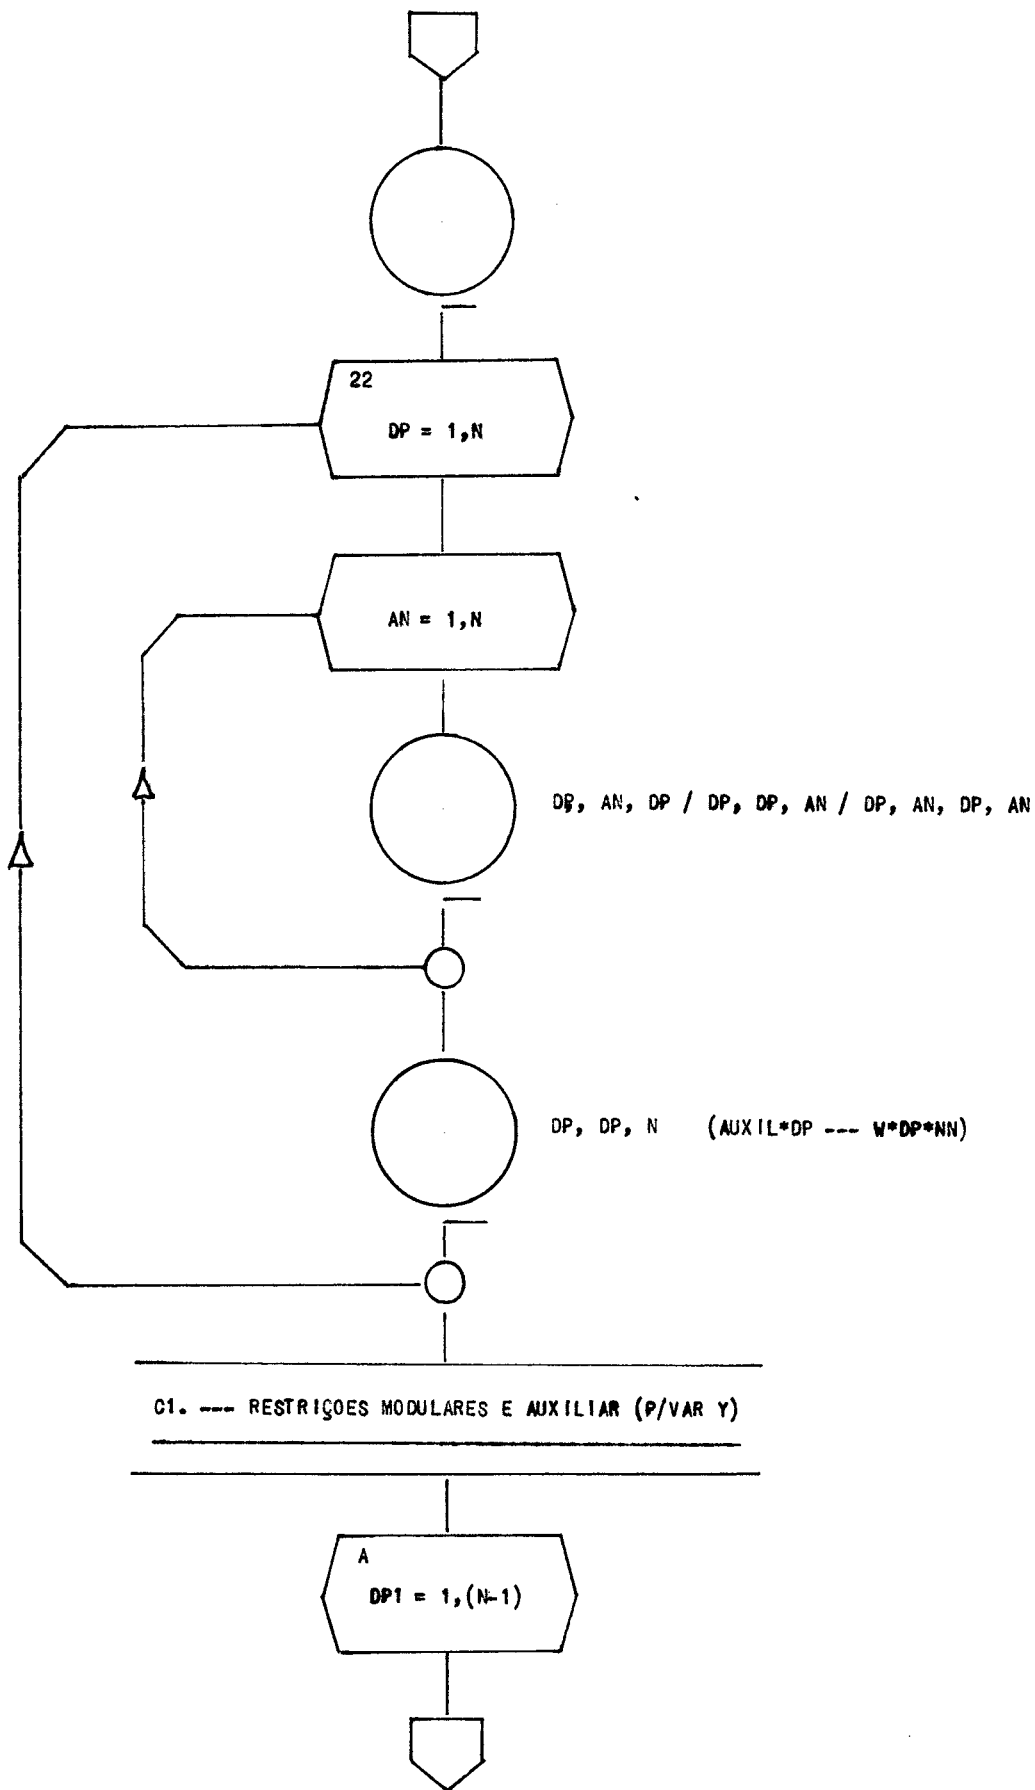 22
DP = 1,N
AN = 1,N
DP, AN, DP / DP, DP, AN / DP, AN, DP, AN
DP, DP, N (AUXIL*DP --- W*DP*NN)
C1. --- RESTRIÇOES MODULARES E AUXILIAR (P/VAR Y)
A
DP1 = 1,(N-1)